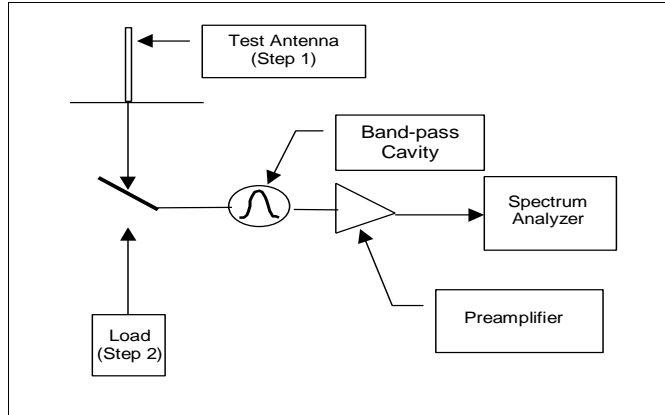 Test Antenna
(Step 1)
Band-pass
Cavity
Spectrum
Analyzer
Preamplifier
Load
(Step 2)